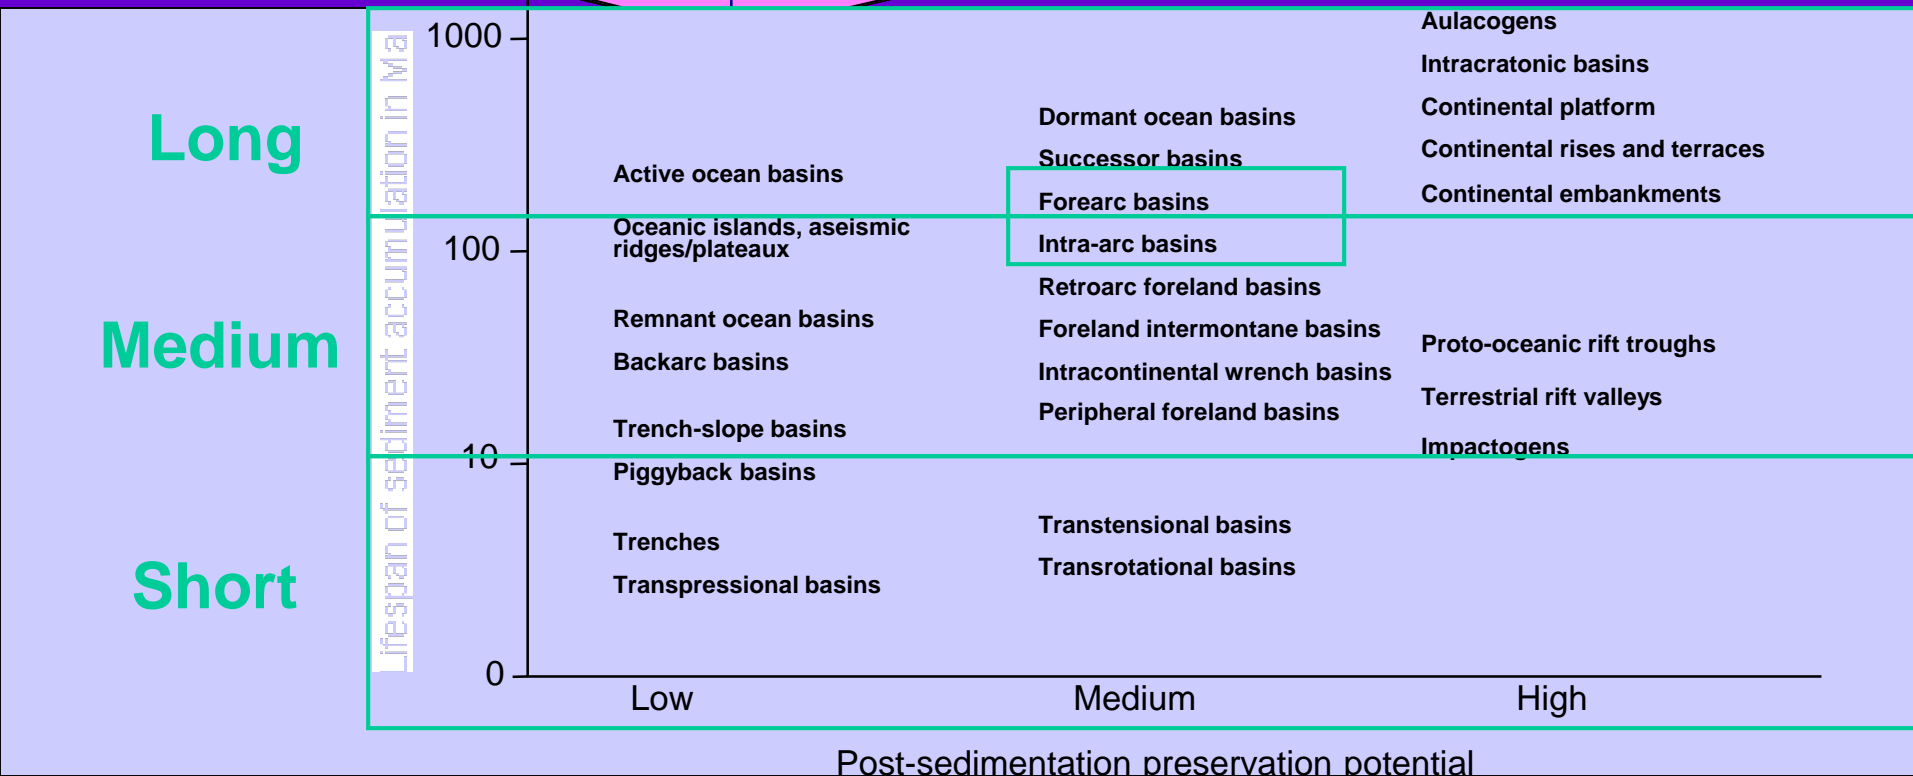 Long
Medium
Short
Lifespan of sediment accumulation in Ma
1000
100
10
0
Active ocean basins
Oceanic islands, aseismic
ridges/plateaux
Remnant ocean basins
Backarc basins
Trench-slope basins
Piggyback basins
Trenches
Transpressional basins
Dormant ocean basins
Successor basins
Forearc basins
Intra-arc basins
Retroarc foreland basins
Foreland intermontane basins
Intracontinental wrench basins
Peripheral foreland basins
Transtensional basins
Transrotational basins
Aulacogens
Intracratonic basins
Continental platform
Continental rises and terraces
Continental embankments
Proto-oceanic rift troughs
Terrestrial rift valleys
Impactogens
Low
Medium
High
Post-sedimentation preservation potential